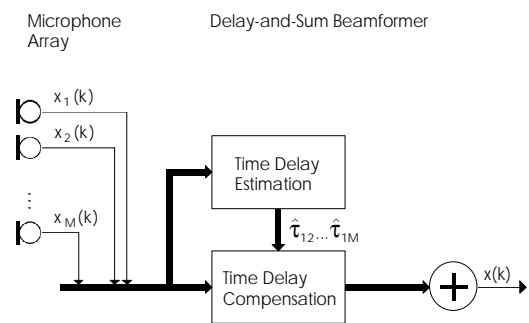 Microphone Array
Delay-and-Sum Beamformer
x₁(k)
x₂(k)
⋮
x_M(k)
Time Delay
Estimation
τ̂₁₂...τ̂₁M
Time Delay
Compensation
+
x(k)